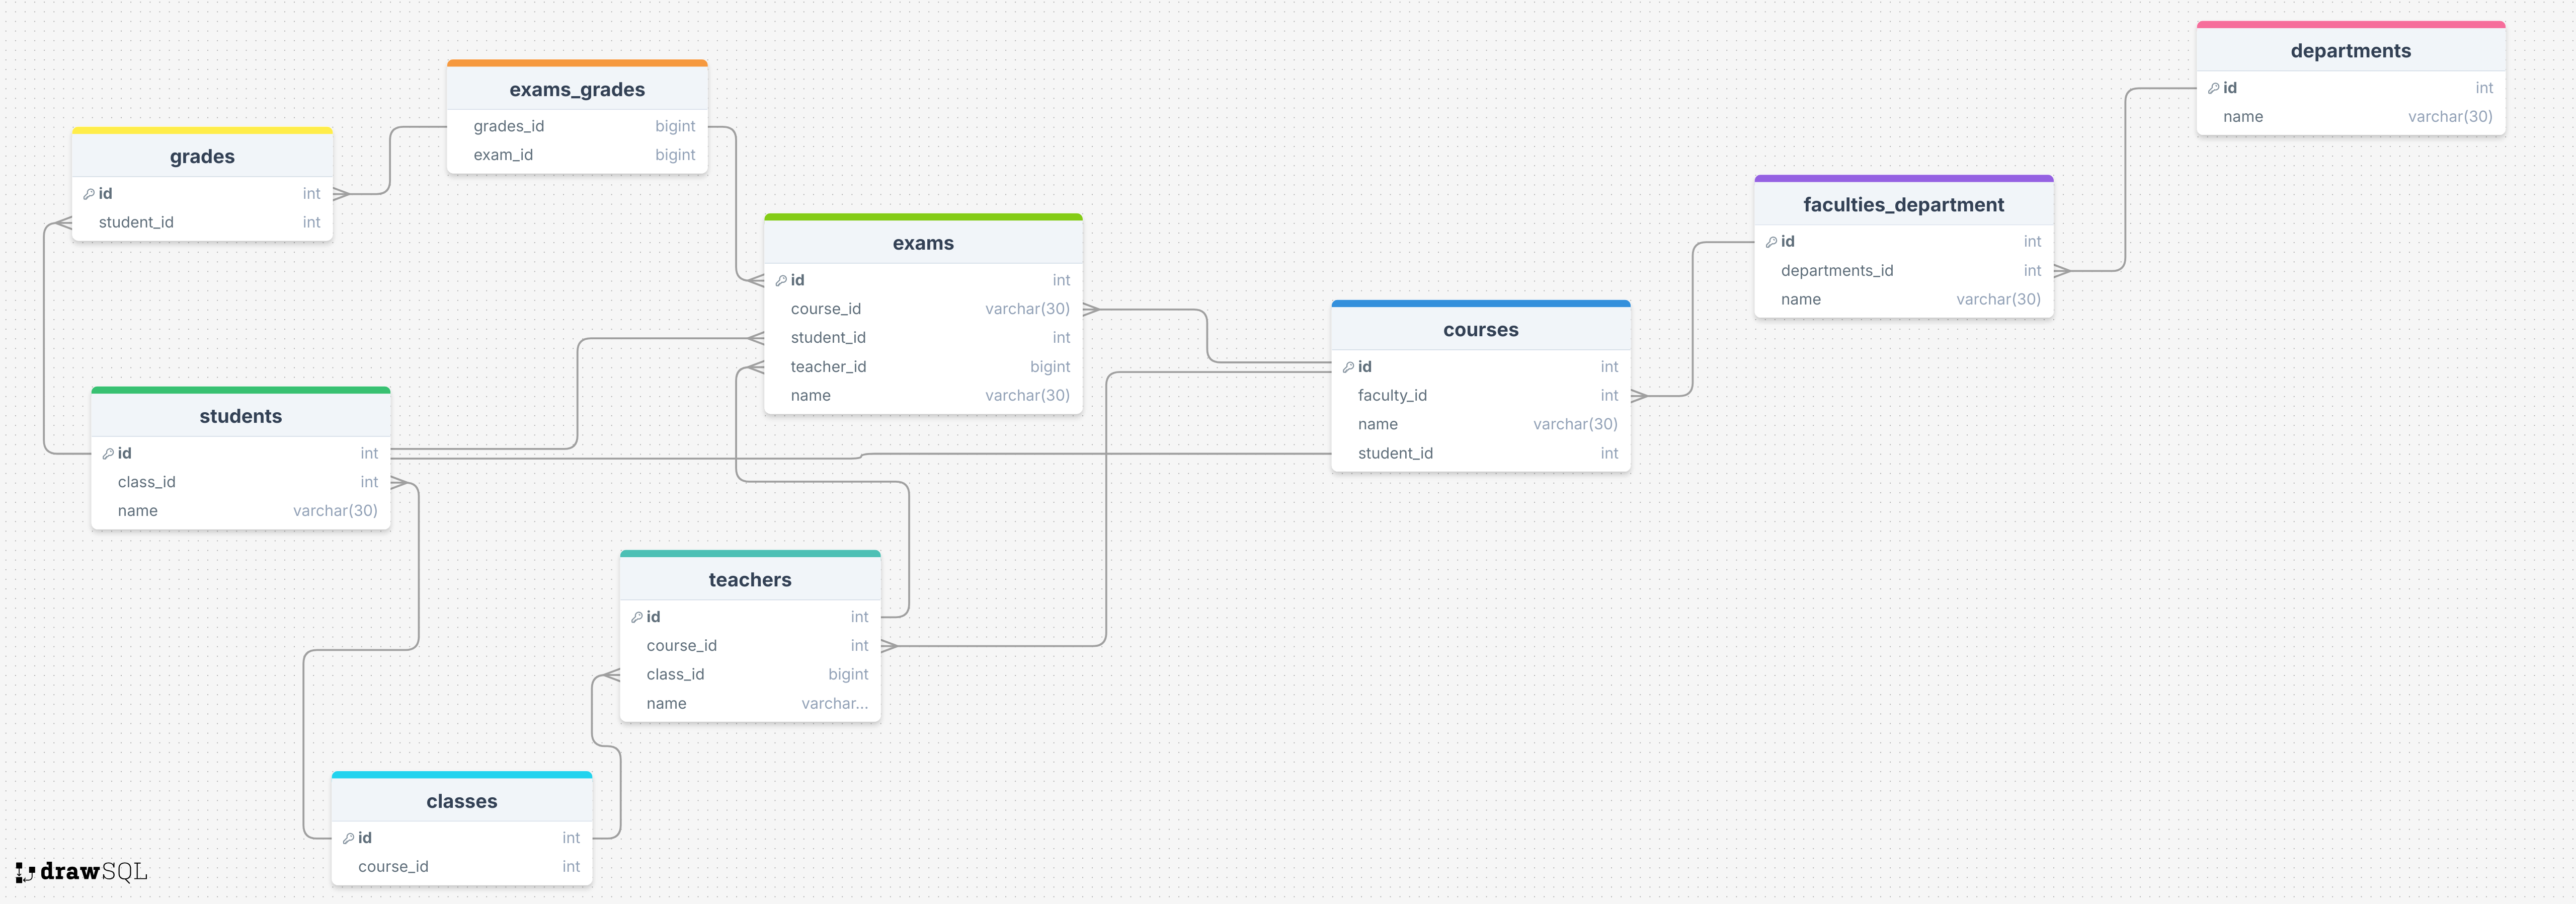 departments
id int
name varchar(30)
exams_grades
grades_id bigint
exam_id bigint
grades
id int
student_id int
faculties_department
id int
departments_id int
name varchar(30)
exams
id int
course_id varchar(30)
student_id int
teacher_id bigint
name varchar(30)
courses
id int
faculty_id int
name varchar(30)
student_id int
students
id int
class_id int
name varchar(30)
teachers
id int
course_id int
class_id bigint
name varchar...
classes
id int
course_id int
drawSQL